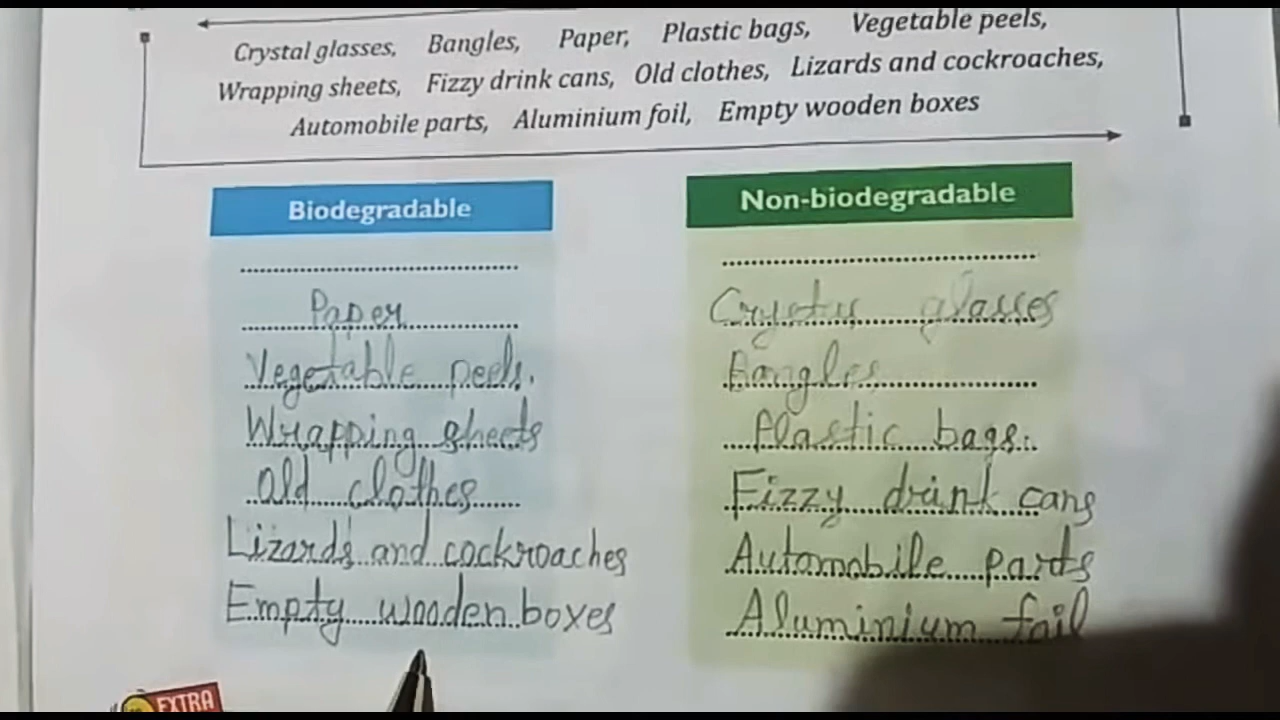 Crystal glasses, Bangles, Paper, Plastic bags, Vegetable peels,
Wrapping sheets, Fizzy drink cans, Old clothes, Lizards and cockroaches,
Automobile parts, Aluminium foil, Empty wooden boxes
Biodegradable
Paper
Vegetable peels.
Wrapping sheets
Old clothes
Lizards and cockroaches
Empty wooden boxes
Non-biodegradable
glasses
Bangles
Plastic bags.
Fizzy drink cans
Automobile parts
Aluminium foil
EXTRA